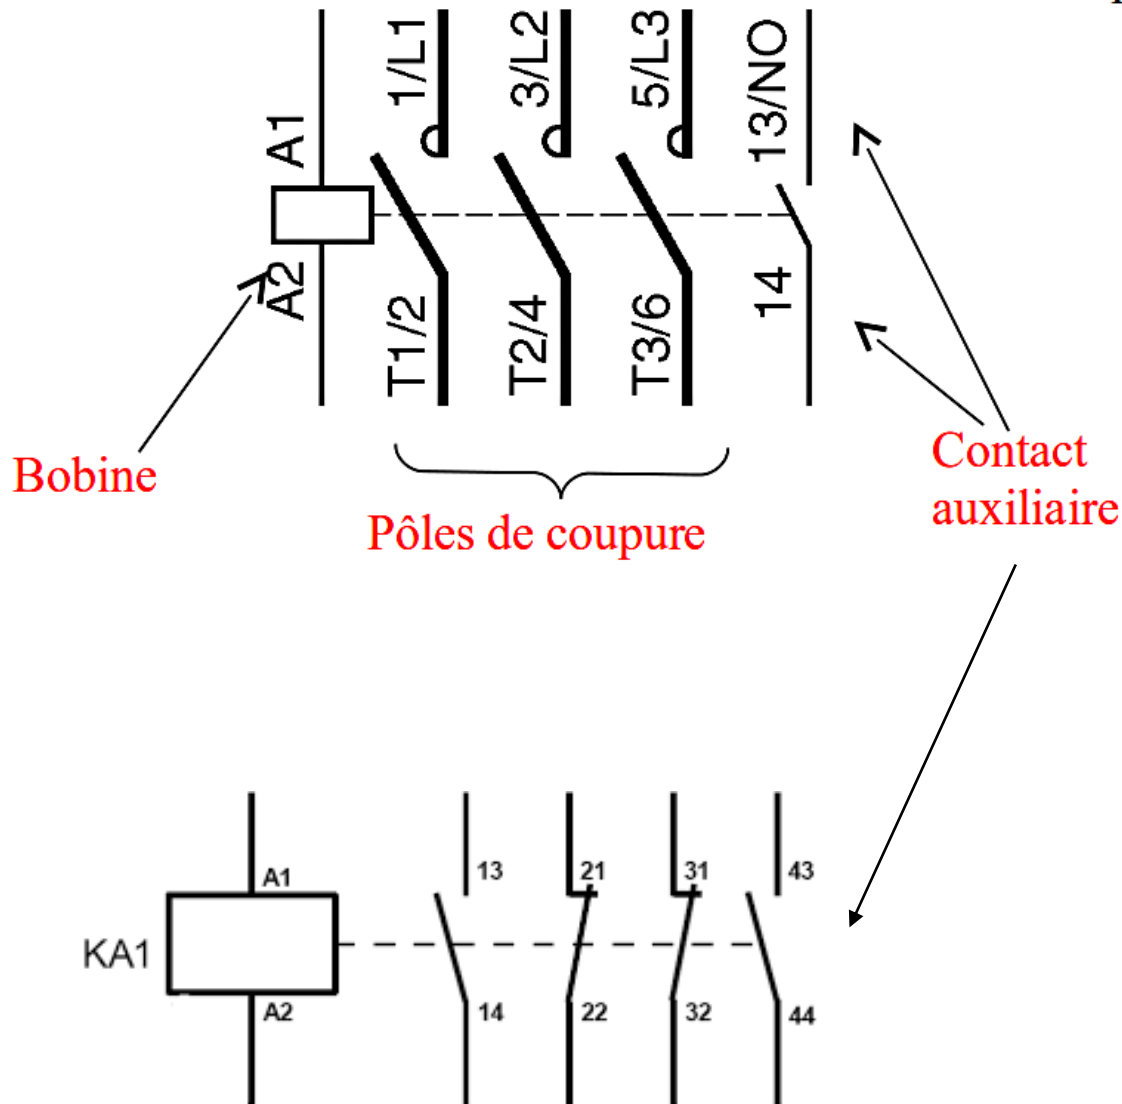 1/L1
3/L2
5/L3
13/NO
A1
A2
T1/2
T2/4
T3/6
14
Bobine
Pôles de coupure
Contact
auxiliaire
13
21
31
43
A1
KA1
A2
14
22
32
44